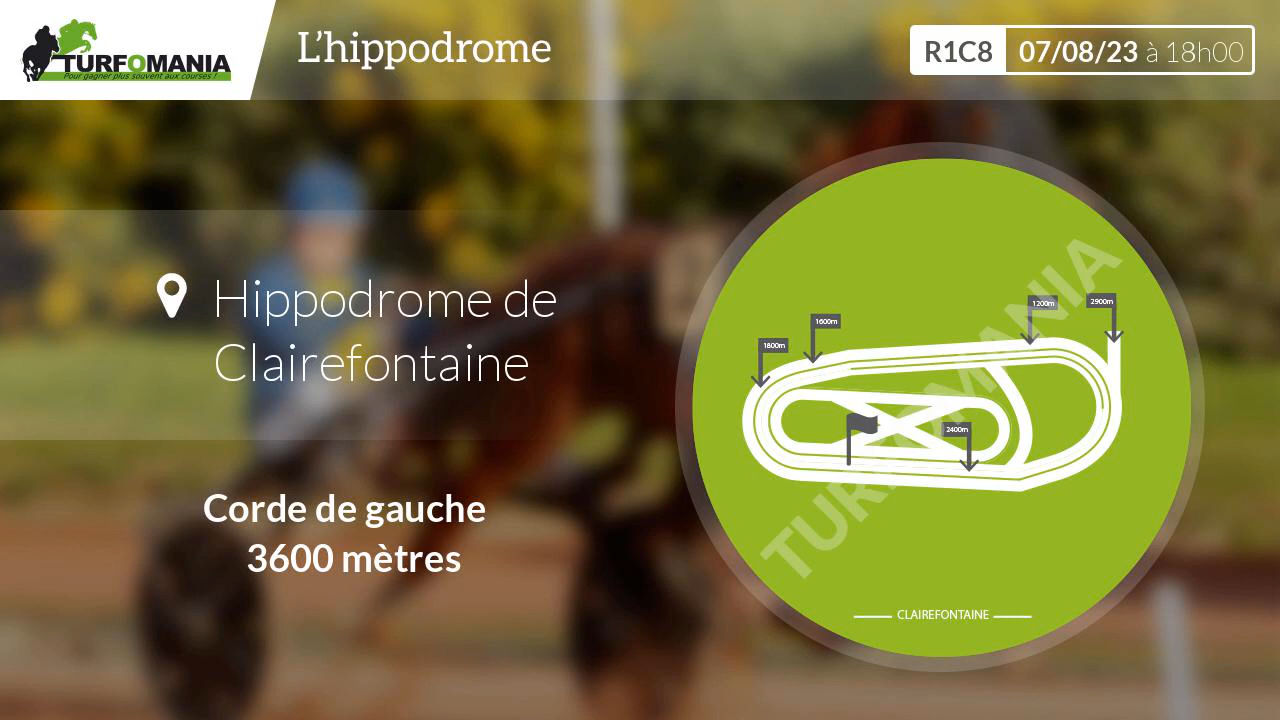 TURFOMANIA
Pour gagner plus souvent aux courses !
L'hippodrome
R1C8 07/08/23 à 18h00
Hippodrome de
Clairefontaine
Corde de gauche
3600 mètres
1200m
2900m
1600m
1800m
2400m
TURFOMANIA
CLAIREFONTAINE